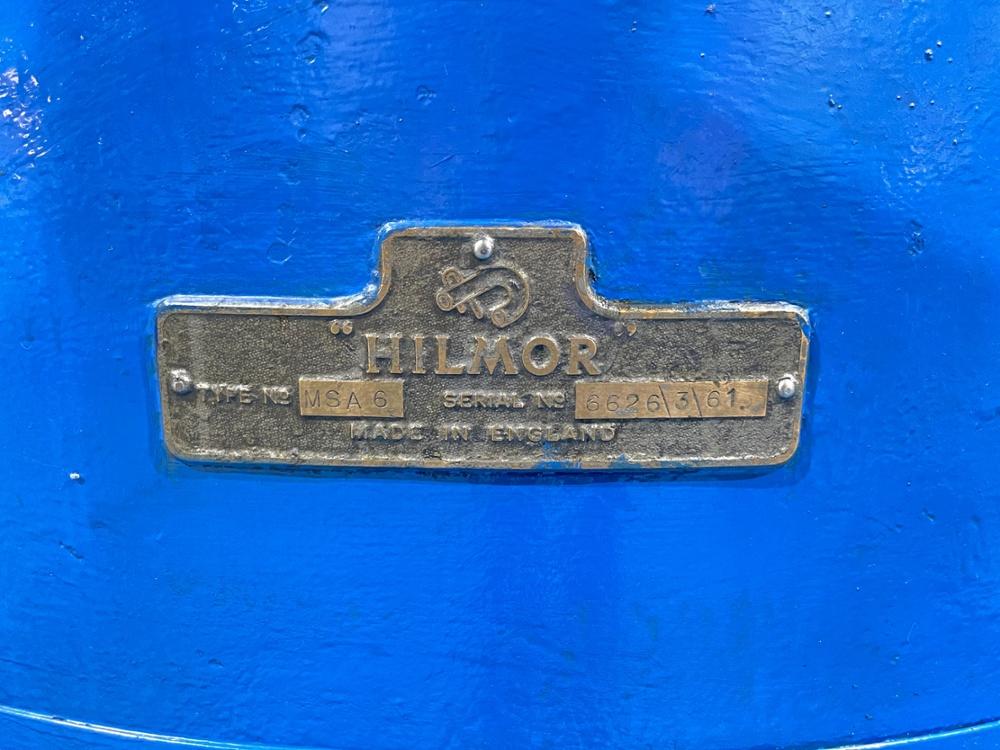 "HILMOR"
TYPE Nº MSA 6 SERIAL Nº 6626\3\61
MADE IN ENGLAND